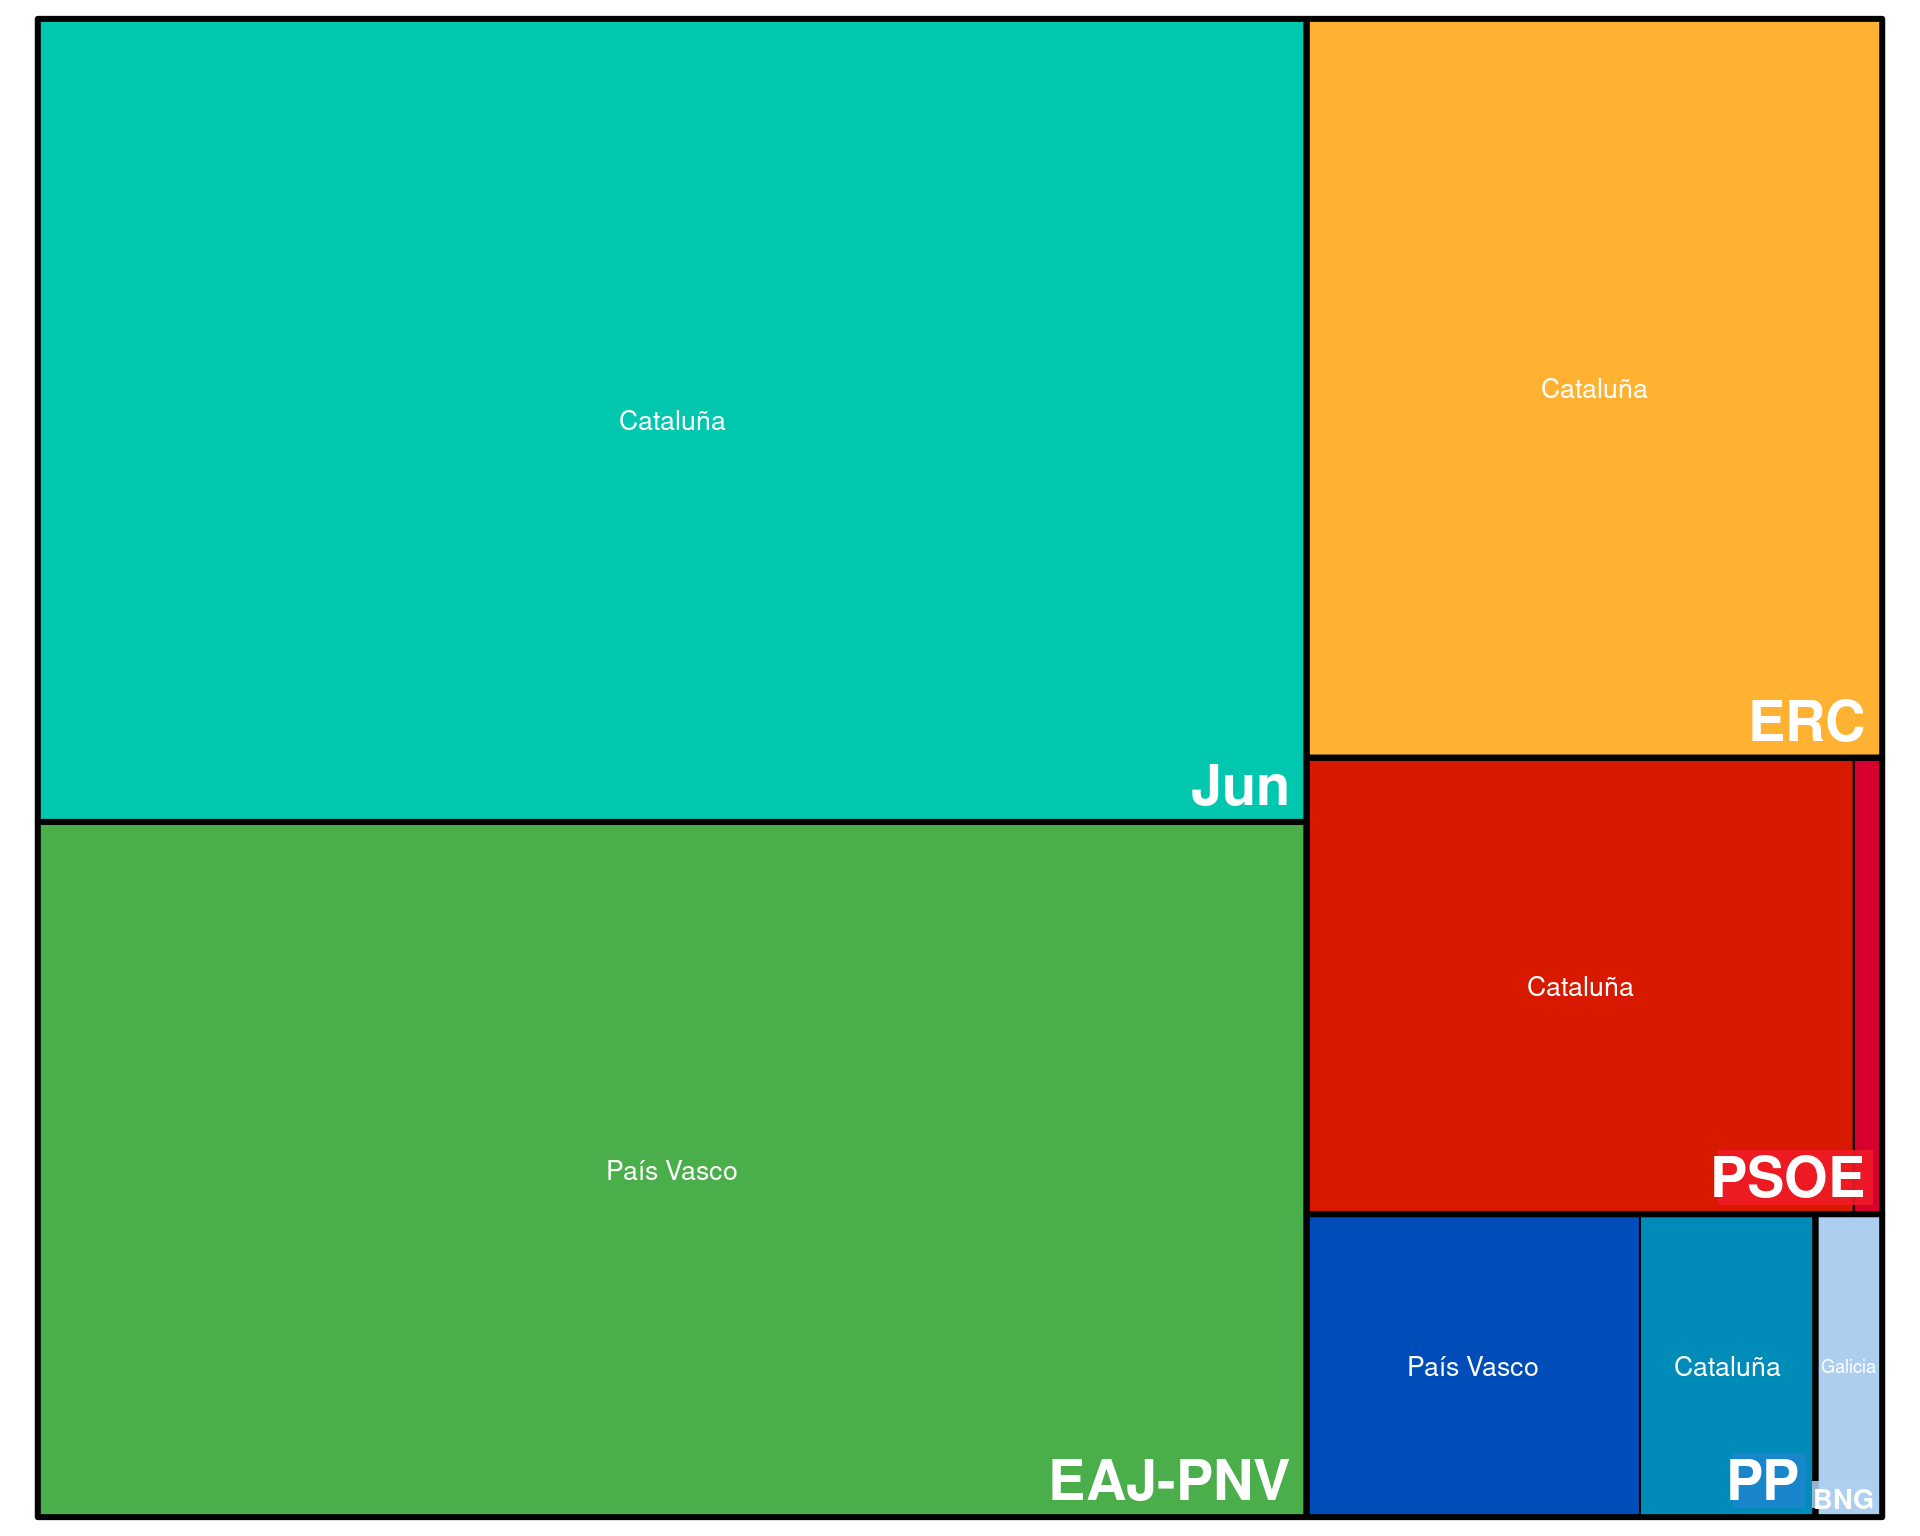 Cataluña
Jun
País Vasco
EAJ-PNV
Cataluña
ERC
Cataluña
PSOE
País Vasco
Cataluña
PP
Galicia
BNG